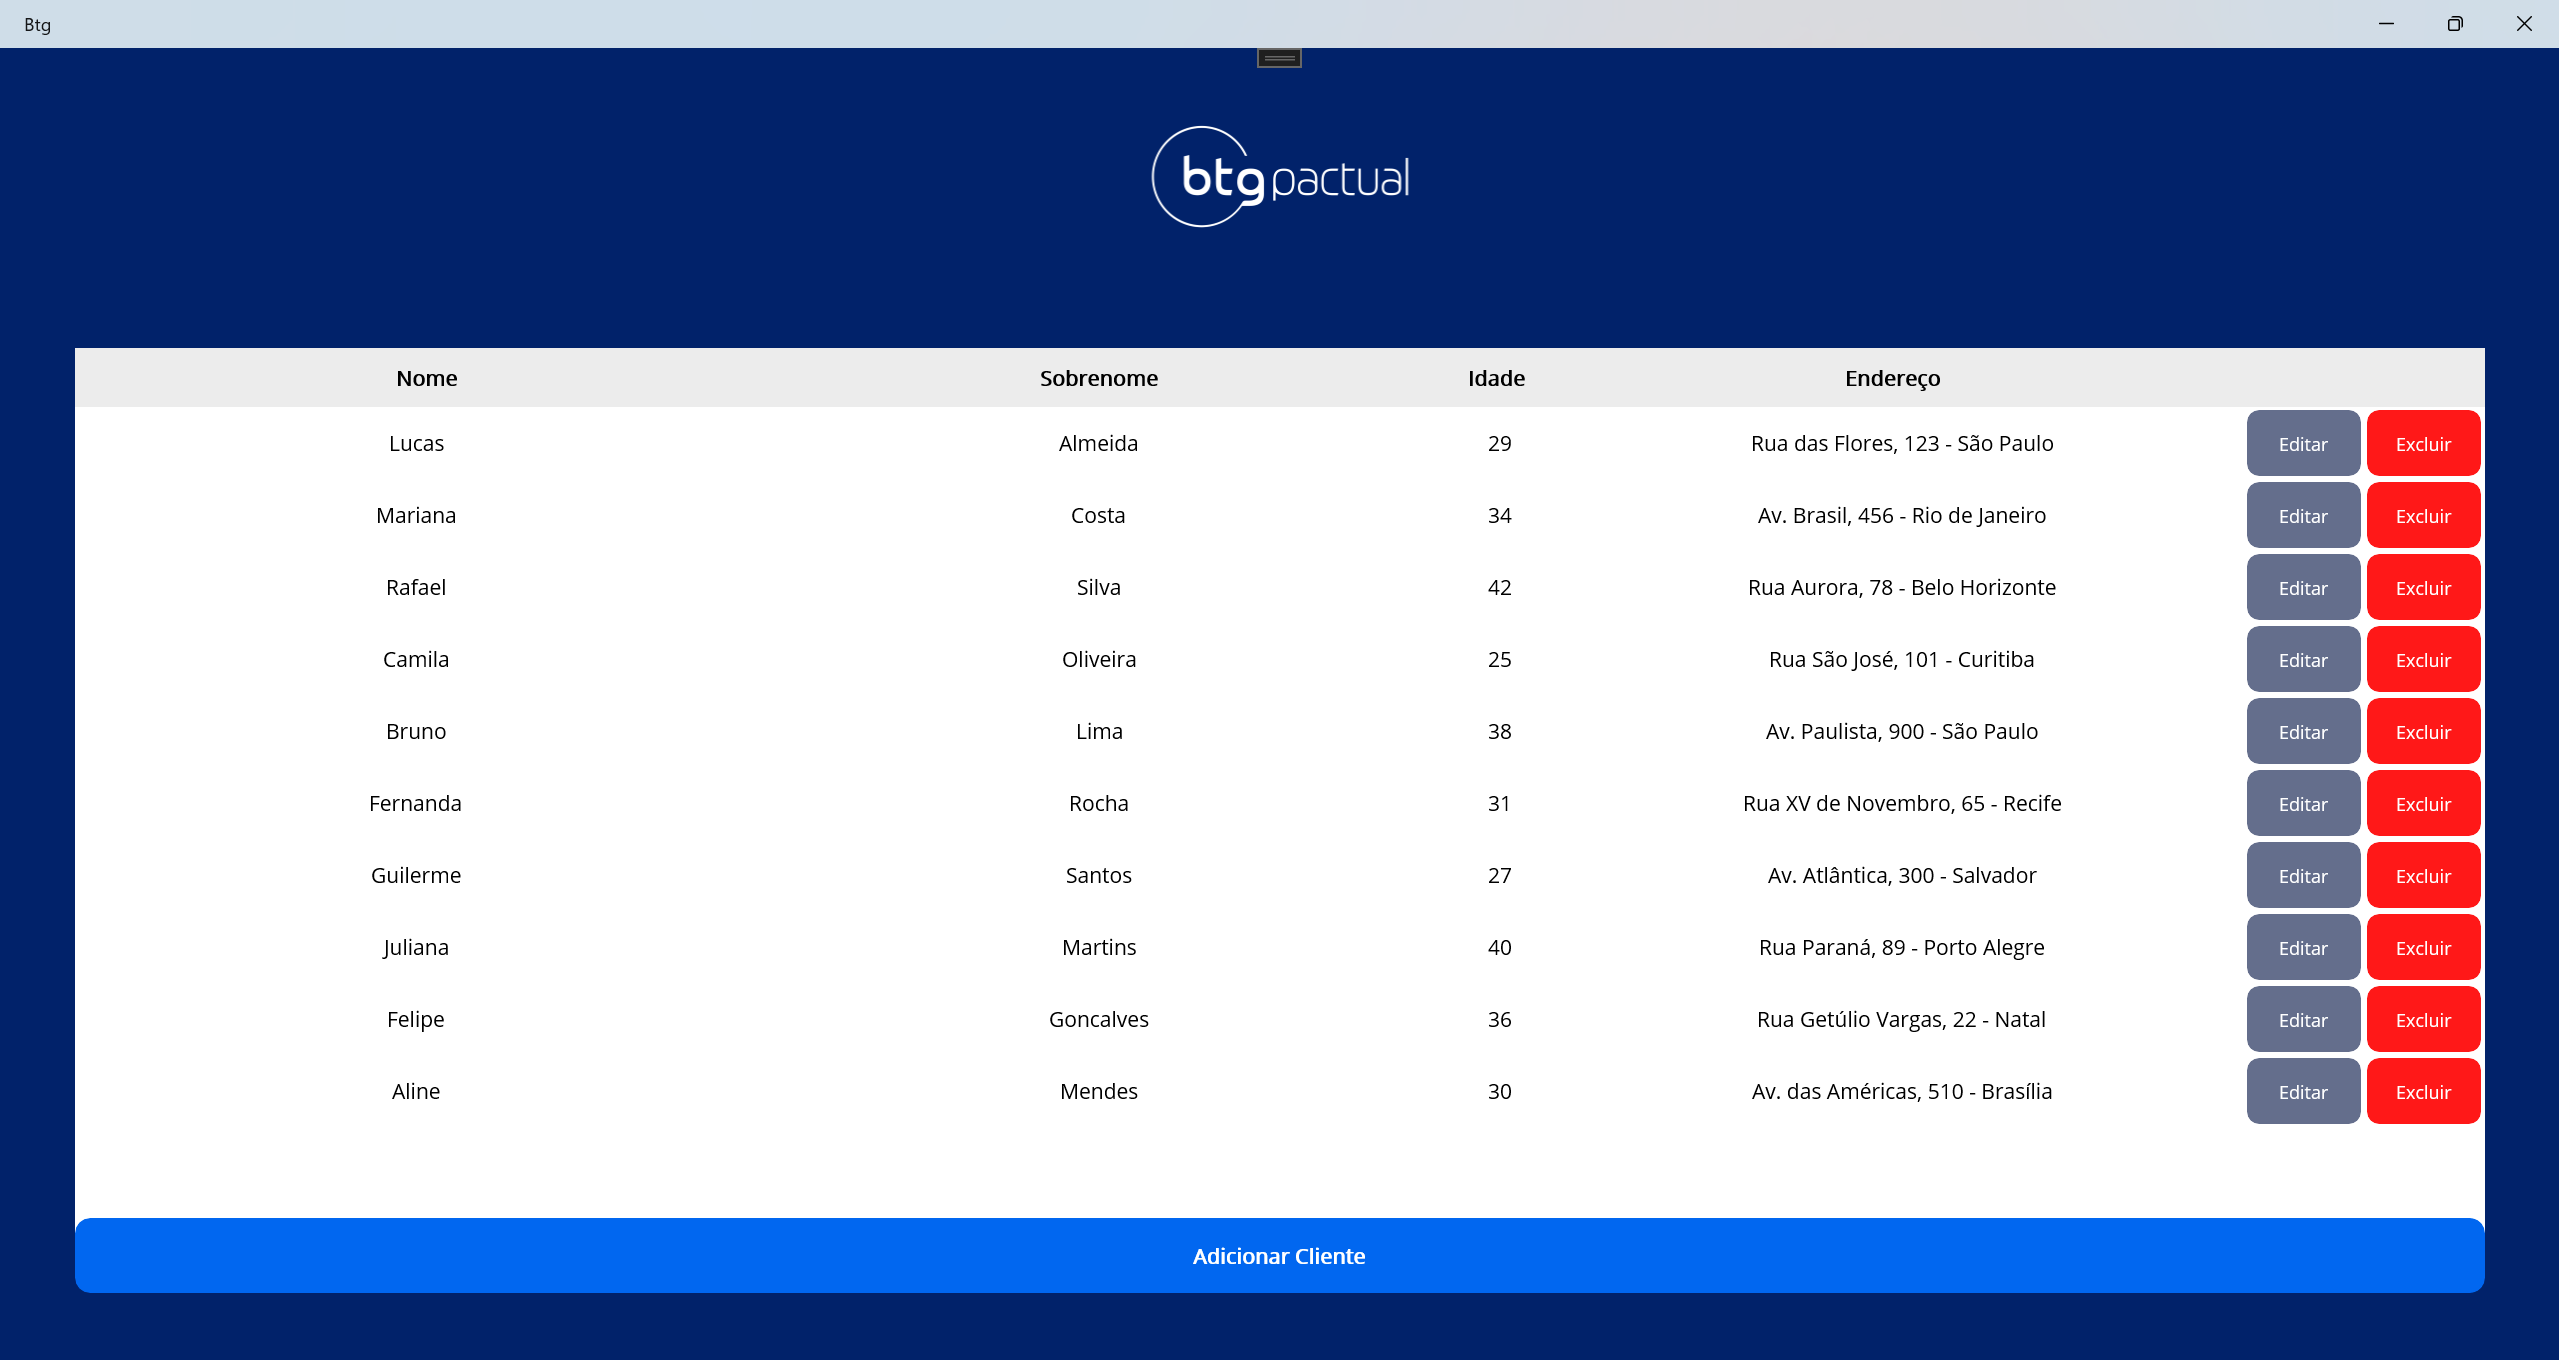 Btg
btg pactual
Nome Sobrenome Idade Endereço
Lucas Almeida 29 Rua das Flores, 123 - São Paulo Editar Excluir
Mariana Costa 34 Av. Brasil, 456 - Rio de Janeiro Editar Excluir
Rafael Silva 42 Rua Aurora, 78 - Belo Horizonte Editar Excluir
Camila Oliveira 25 Rua São José, 101 - Curitiba Editar Excluir
Bruno Lima 38 Av. Paulista, 900 - São Paulo Editar Excluir
Fernanda Rocha 31 Rua XV de Novembro, 65 - Recife Editar Excluir
Guilerme Santos 27 Av. Atlântica, 300 - Salvador Editar Excluir
Juliana Martins 40 Rua Paraná, 89 - Porto Alegre Editar Excluir
Felipe Goncalves 36 Rua Getúlio Vargas, 22 - Natal Editar Excluir
Aline Mendes 30 Av. das Américas, 510 - Brasília Editar Excluir
Adicionar Cliente